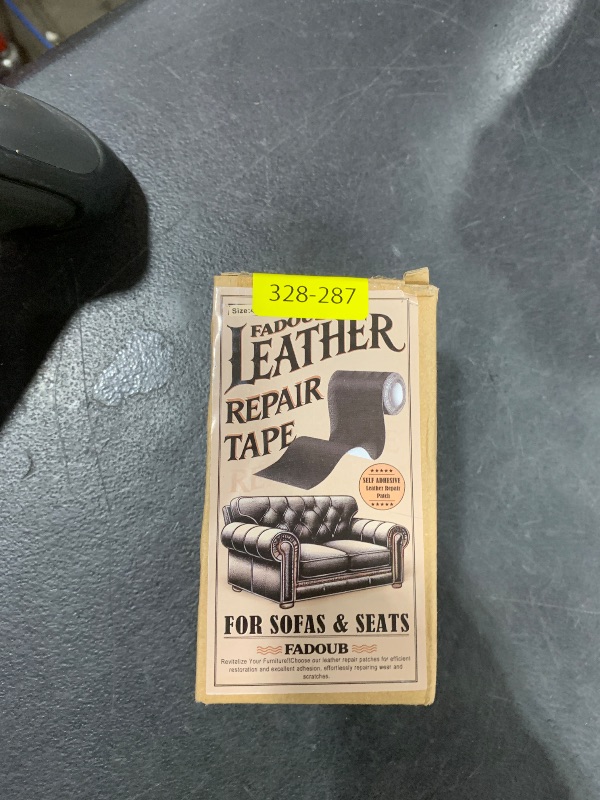 328-287
Size:
FADOUB
LEATHER
REPAIR
TAPE
SELF ADHESIVE
Leather Repair
Patch
FOR SOFAS & SEATS
FADOUB
Revitalize Your Furniture!!Choose our leather repair patches for efficient
restoration and excellent adhesion, effortlessly repairing wear and
scratches.